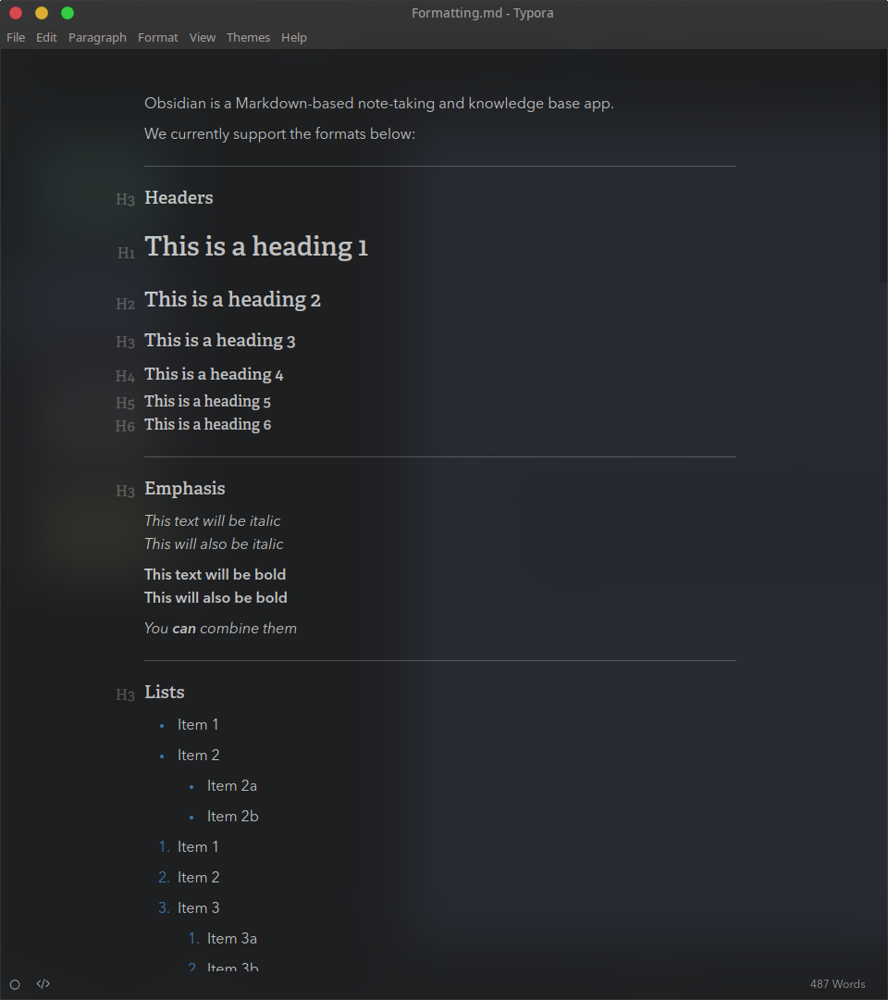 Formatting.md - Typora
File Edit Paragraph Format View Themes Help
Obsidian is a Markdown-based note-taking and knowledge base app.
We currently support the formats below:
H3 Headers
H1 This is a heading 1
H2 This is a heading 2
H3 This is a heading 3
H4 This is a heading 4
H5 This is a heading 5
H6 This is a heading 6
H3 Emphasis
This text will be italic
This will also be italic
This text will be bold
This will also be bold
You can combine them
H3 Lists
• Item 1
• Item 2
• Item 2a
• Item 2b
1. Item 1
2. Item 2
3. Item 3
1. Item 3a
2. Item 3b
</> 487 Words